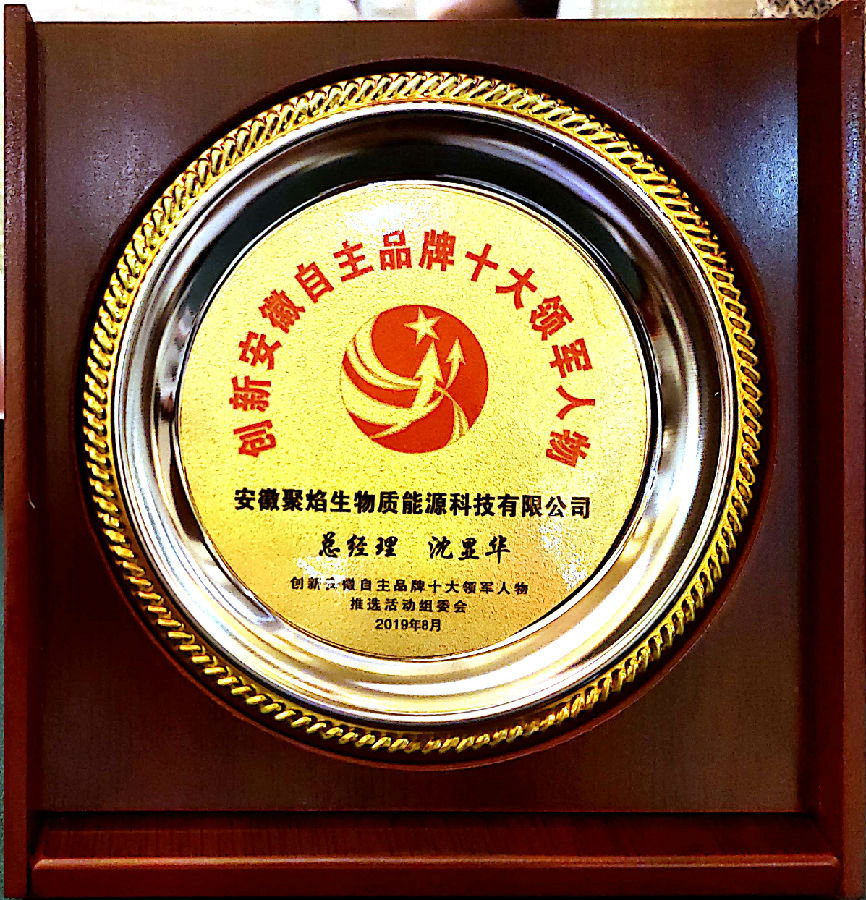 创新安徽自主品牌十大领军人物
安徽聚焰生物质能源科技有限公司
总经理 沈显华
创新安徽自主品牌十大领军人物
推选活动组委会
2019年8月